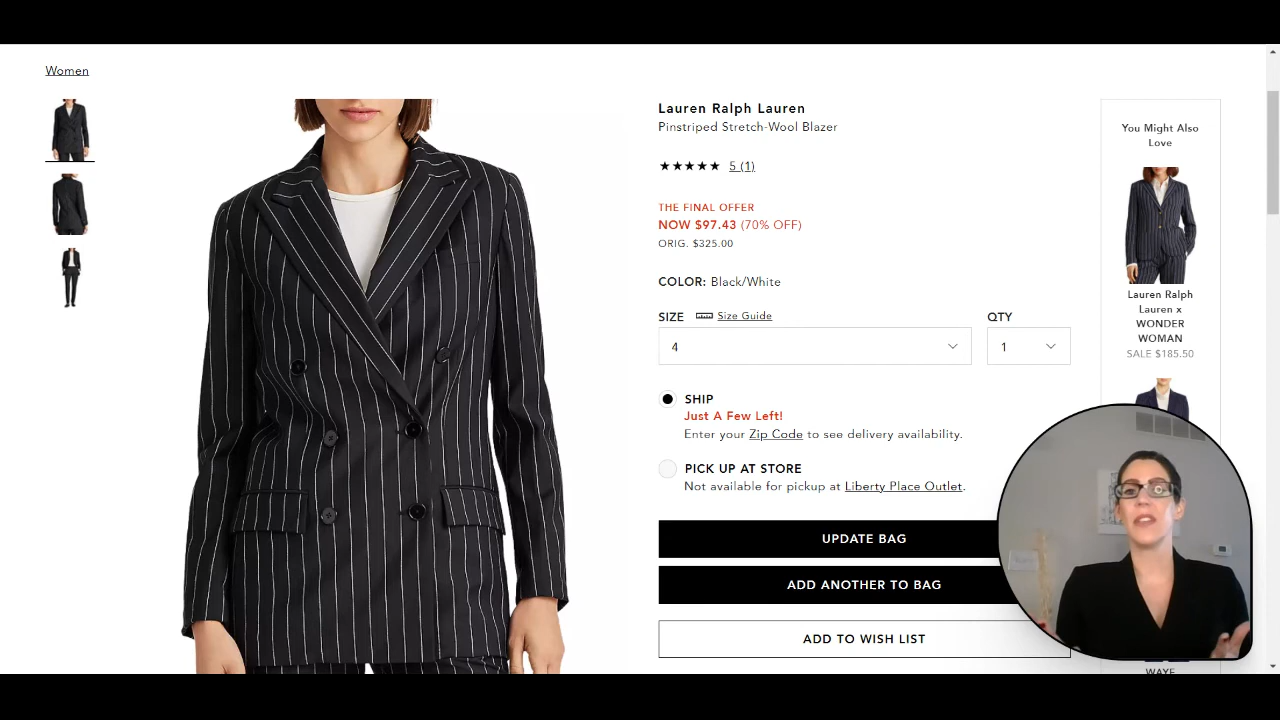 Women
Lauren Ralph Lauren
Pinstriped Stretch-Wool Blazer
★★★★★ 5 (1)
THE FINAL OFFER
NOW $97.43 (70% OFF)
ORIG. $325.00
COLOR: Black/White
SIZE Size Guide
QTY
4
1
SHIP
Just A Few Left!
Enter your Zip Code to see delivery availability.
PICK UP AT STORE
Not available for pickup at Liberty Place Outlet.
UPDATE BAG
ADD ANOTHER TO BAG
ADD TO WISH LIST
You Might Also
Love
Lauren Ralph
Lauren x
WONDER
WOMAN
SALE $185.50